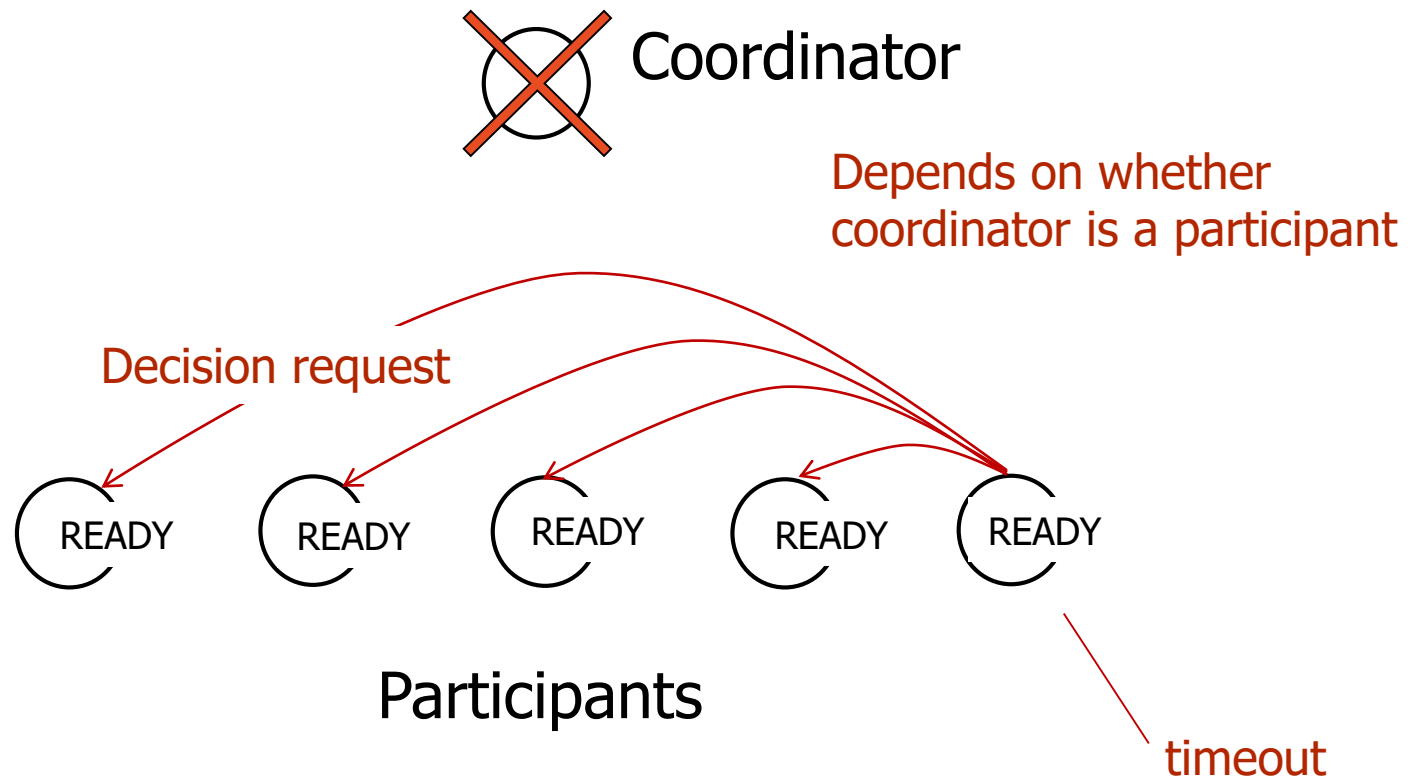 Coordinator
Depends on whether
coordinator is a participant
Decision request
READY
READY
READY
READY
READY
Participants
timeout